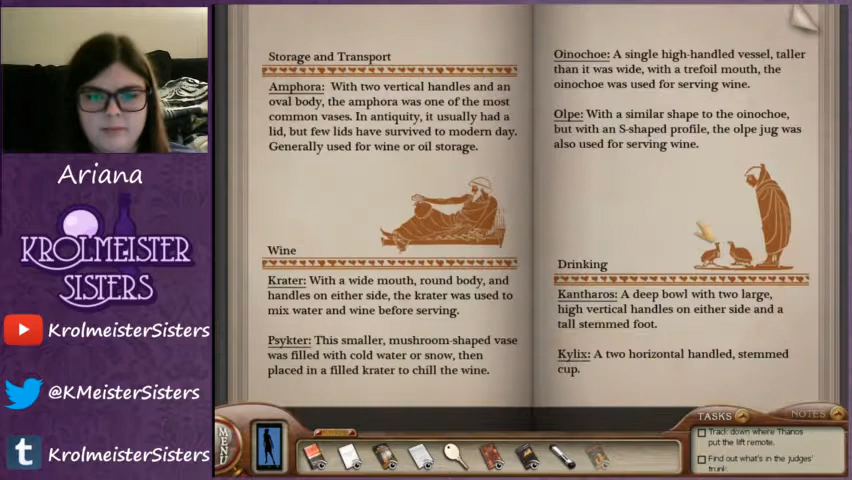 Ariana
KROLMEISTER
SISTERS
KrolmeisterSisters
@KMeisterSisters
KrolmeisterSisters
Storage and Transport
Amphora: With two vertical handles and an
oval body, the amphora was one of the most
common vases. In antiquity, it usually had a
lid, but few lids have survived to modern day.
Generally used for wine or oil storage.
Wine
Krater: With a wide mouth, round body, and
handles on either side, the krater was used to
mix water and wine before serving.
Psykter: This smaller, mushroom-shaped vase
was filled with cold water or snow, then
placed in a filled krater to chill the wine.
Oinochoe: A single high-handled vessel, taller
than it was wide, with a trefoil mouth, the
oinochoe was used for serving wine.
Olpe: With a similar shape to the oinochoe,
but with an S-shaped profile, the olpe jug was
also used for serving wine.
Drinking
Kantharos: A deep bowl with two large,
high vertical handles on either side and a
tall stemmed foot.
Kylix: A two horizontal handled, stemmed
cup.
MENU
TASKS
NOTES
Track down where Thanos
put the lift remote.
Find out what's in the judges'
trunk.